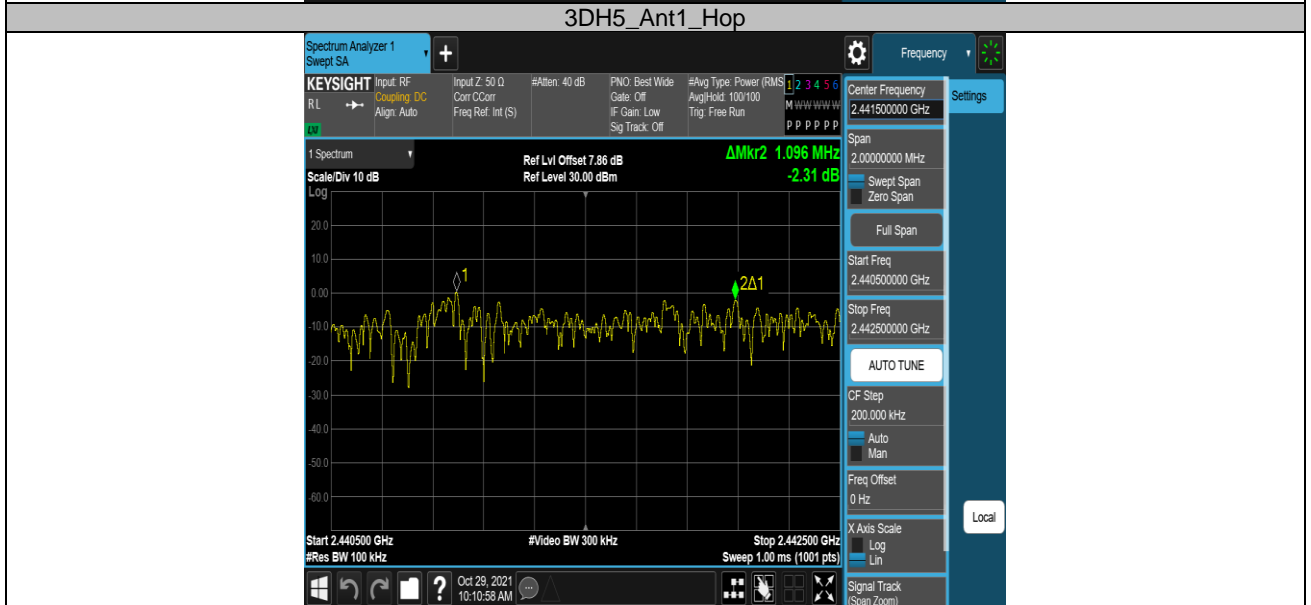 3DH5_Ant1_Hop
Spectrum Analyzer 1
Swept SA
Frequency
KEYSIGHT
RL
LXI
Input: RF
Coupling: DC
Align: Auto
Input Z: 50 Ω
Corr CCorr
Freq Ref: Int (S)
#Atten: 40 dB
PNO: Best Wide
Gate: Off
IF Gain: Low
Sig Track: Off
#Avg Type: Power (RMS
Avg|Hold: 100/100
Trig: Free Run
1 2 3 4 5 6
M W W W W W
P P P P P P
Center Frequency
2.441500000 GHz
Settings
Span
2.00000000 MHz
Swept Span
Zero Span
Full Span
Start Freq
2.440500000 GHz
Stop Freq
2.442500000 GHz
AUTO TUNE
CF Step
200.000 kHz
Auto
Man
Freq Offset
0 Hz
X Axis Scale
Log
Lin
Signal Track
(Span Zoom)
Local
1 Spectrum
Scale/Div 10 dB
Log
Ref Lvl Offset 7.86 dB
Ref Level 30.00 dBm
ΔMkr2 1.096 MHz
-2.31 dB
20.0
10.0
0.00
-10.0
-20.0
-30.0
-40.0
-50.0
-60.0
1
2Δ1
Start 2.440500 GHz
#Res BW 100 kHz
#Video BW 300 kHz
Stop 2.442500 GHz
Sweep 1.00 ms (1001 pts)
Oct 29, 2021
10:10:58 AM